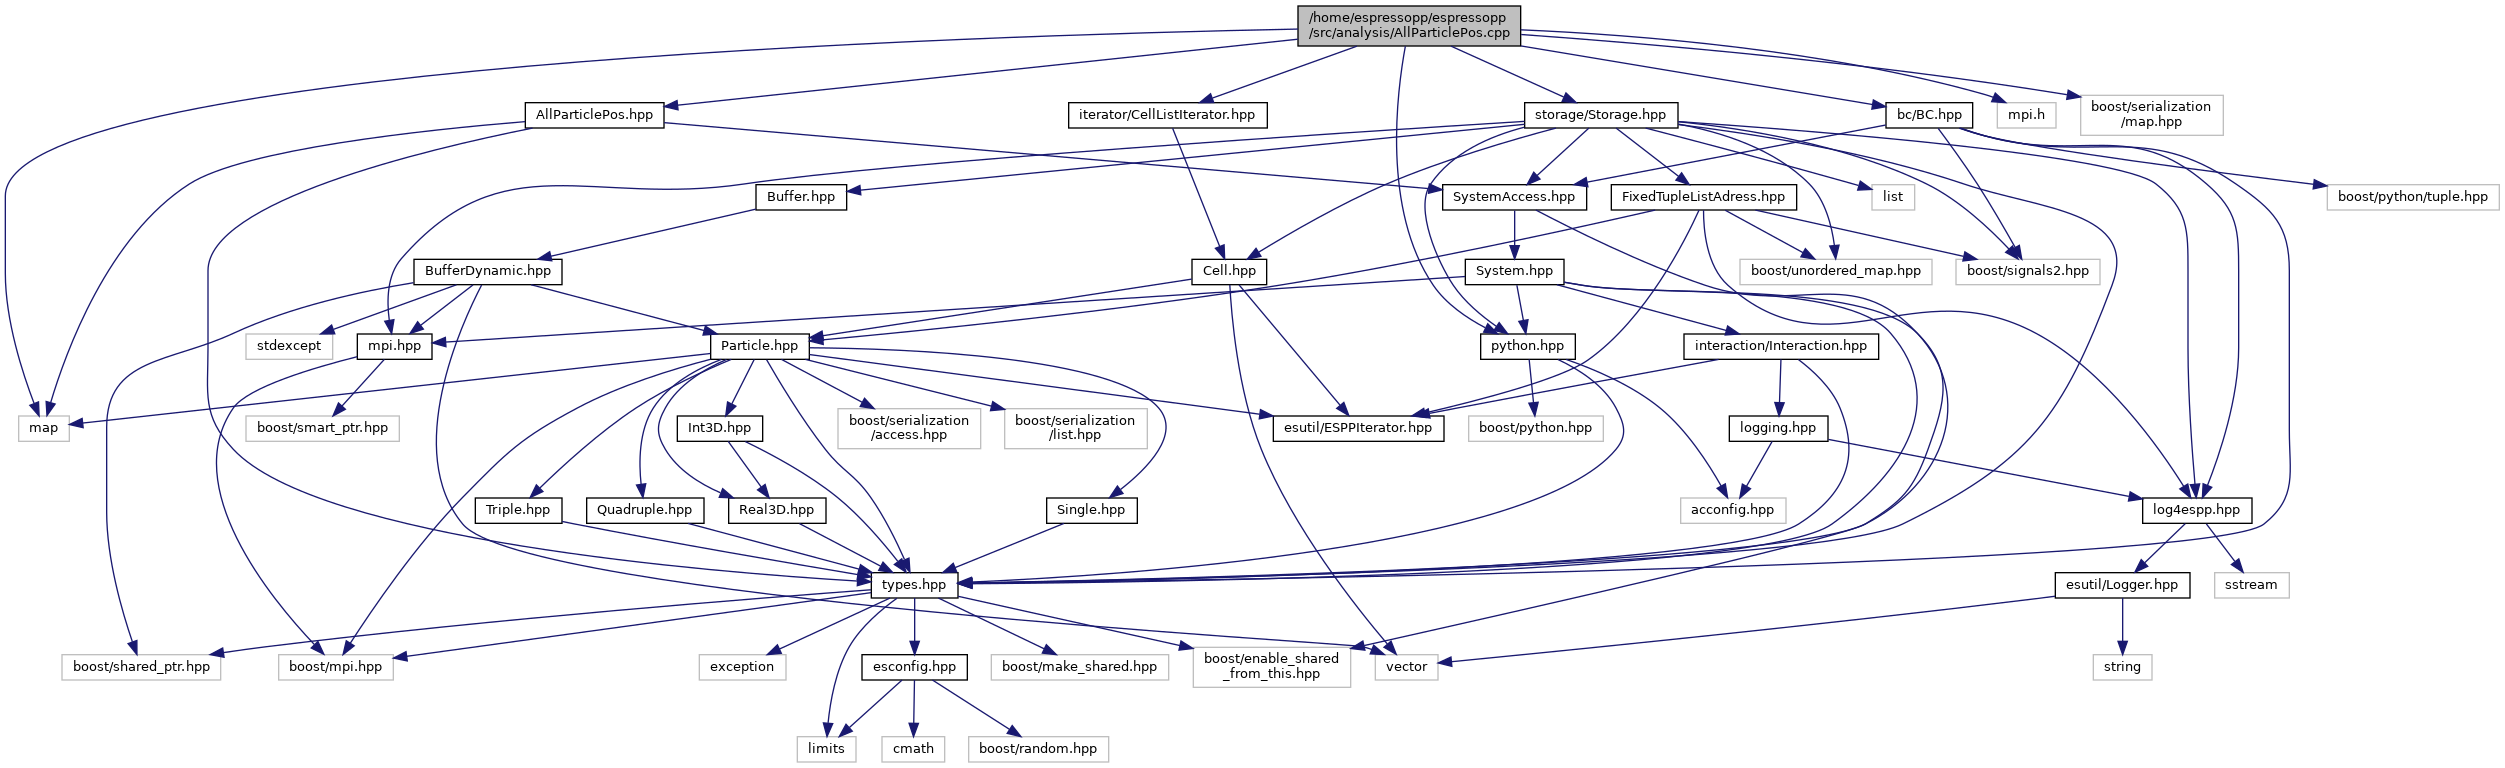 /home/espressopp/espressopp
/src/analysis/AllParticlePos.cpp
AllParticlePos.hpp
iterator/CellListIterator.hpp
storage/Storage.hpp
bc/BC.hpp
mpi.h
boost/serialization
/map.hpp
Buffer.hpp
SystemAccess.hpp
FixedTupleListAdress.hpp
list
boost/python/tuple.hpp
BufferDynamic.hpp
Cell.hpp
System.hpp
boost/unordered_map.hpp
boost/signals2.hpp
stdexcept
mpi.hpp
Particle.hpp
python.hpp
interaction/Interaction.hpp
map
boost/smart_ptr.hpp
Int3D.hpp
boost/serialization
/access.hpp
boost/serialization
/list.hpp
esutil/ESPPIterator.hpp
boost/python.hpp
logging.hpp
Triple.hpp
Quadruple.hpp
Real3D.hpp
Single.hpp
acconfig.hpp
log4espp.hpp
types.hpp
esutil/Logger.hpp
sstream
boost/shared_ptr.hpp
boost/mpi.hpp
exception
esconfig.hpp
boost/make_shared.hpp
boost/enable_shared
_from_this.hpp
vector
string
limits
cmath
boost/random.hpp